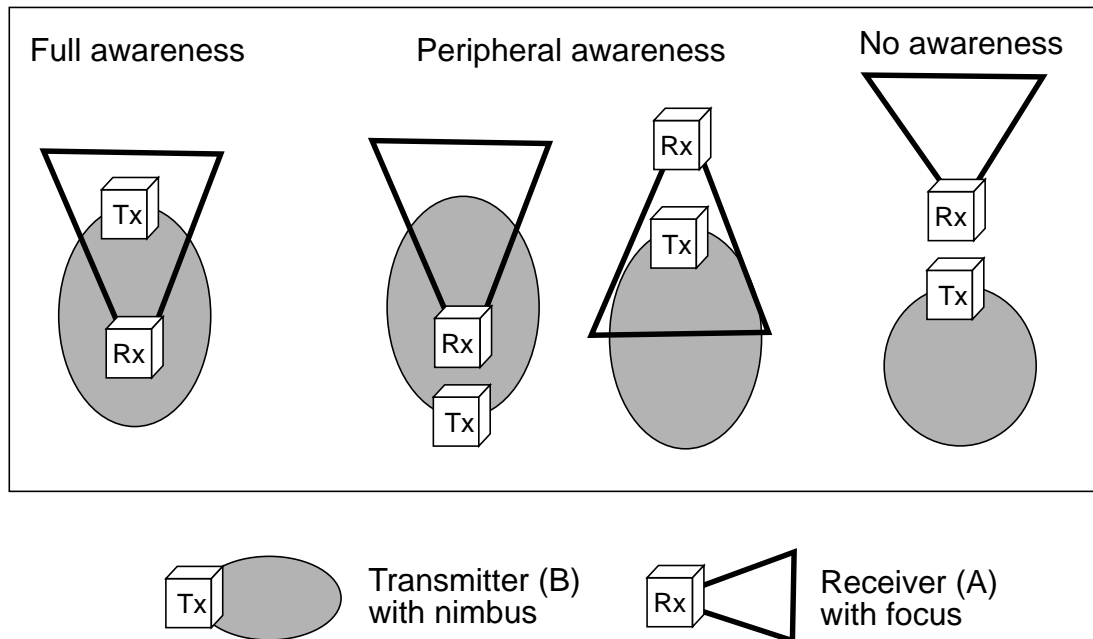 Full awareness
Peripheral awareness
No awareness
Tx
Rx
Rx
Tx
Rx
Tx
Rx
Tx
Tx
Transmitter (B)
with nimbus
Rx
Receiver (A)
with focus